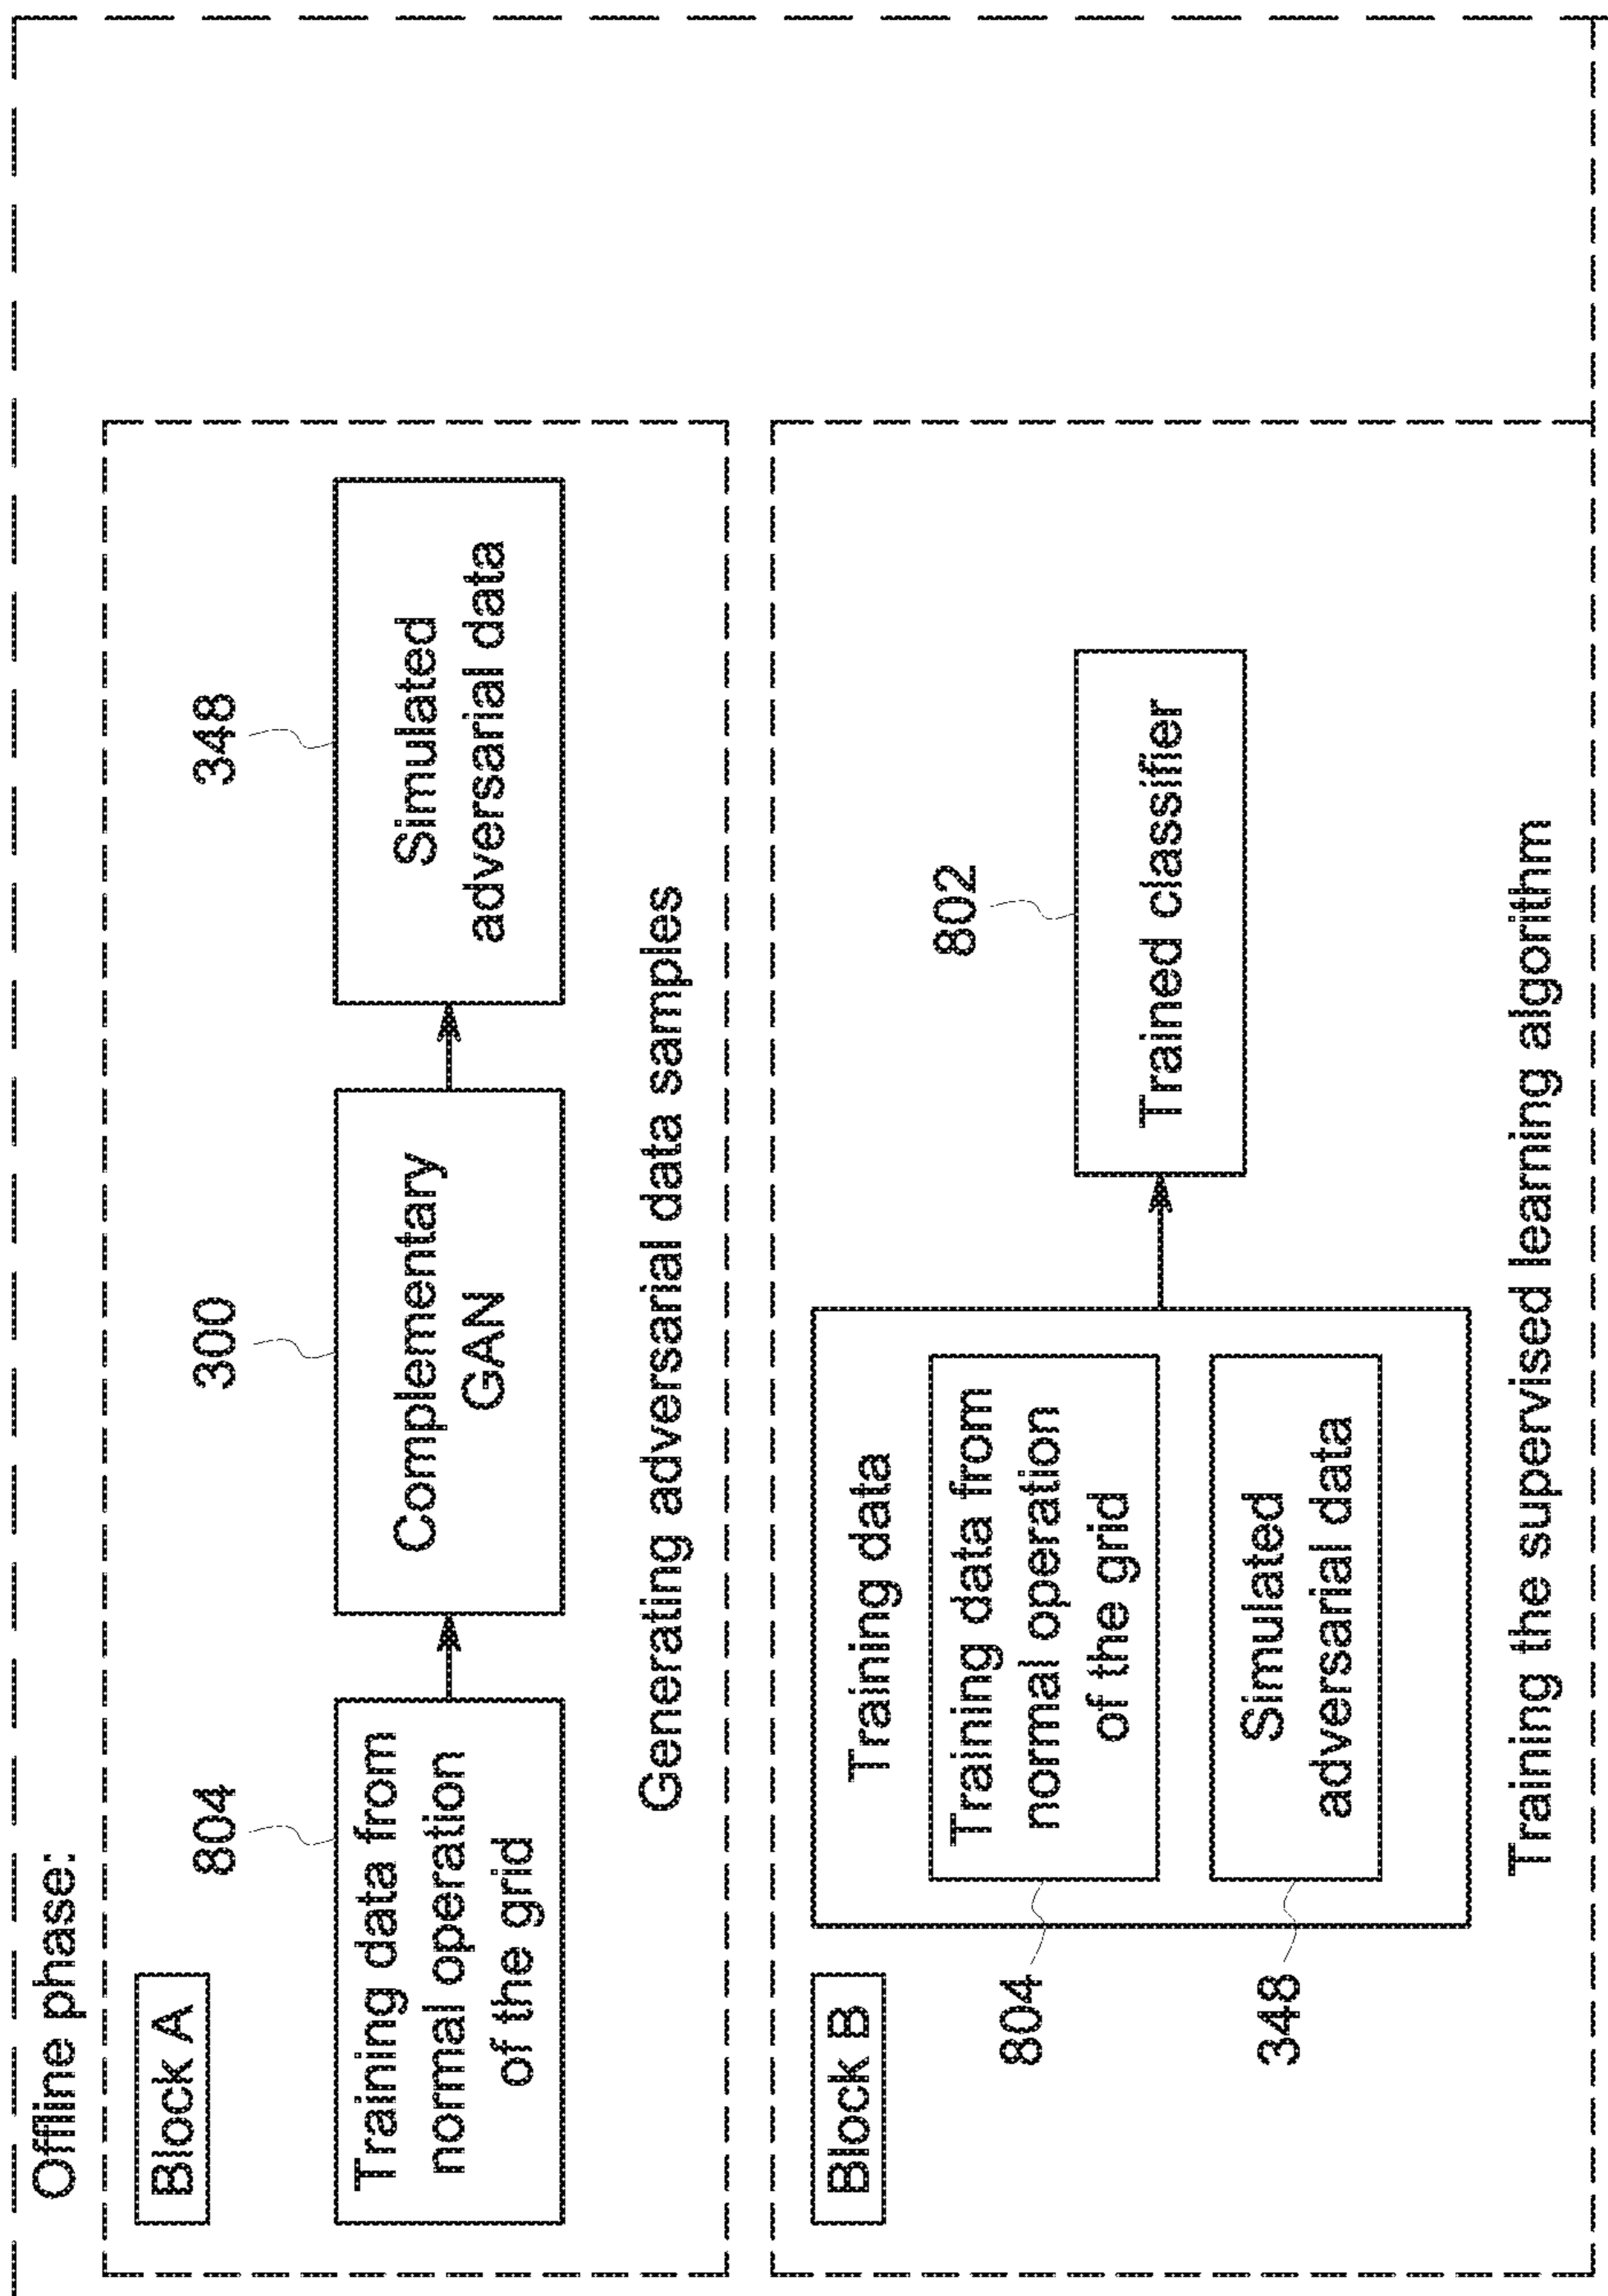 Offline phase:
Block A
804
300
348
Training data from
normal operation
of the grid
Complementary
GAN
Simulated
adversarial data
Generating adversarial data samples
Block B
Training data
804
Training data from
normal operation
of the grid
348
Simulated
adversarial data
802
Trained classifier
Training the supervised learning algorithm